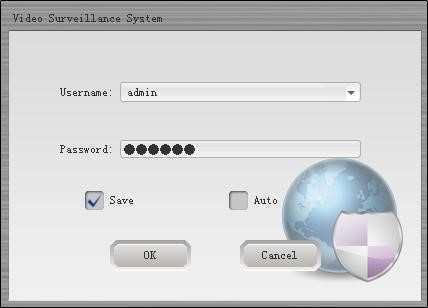 Video Surveillance System
Username: admin
Password: ●●●●●●
Save Auto
OK Cancel